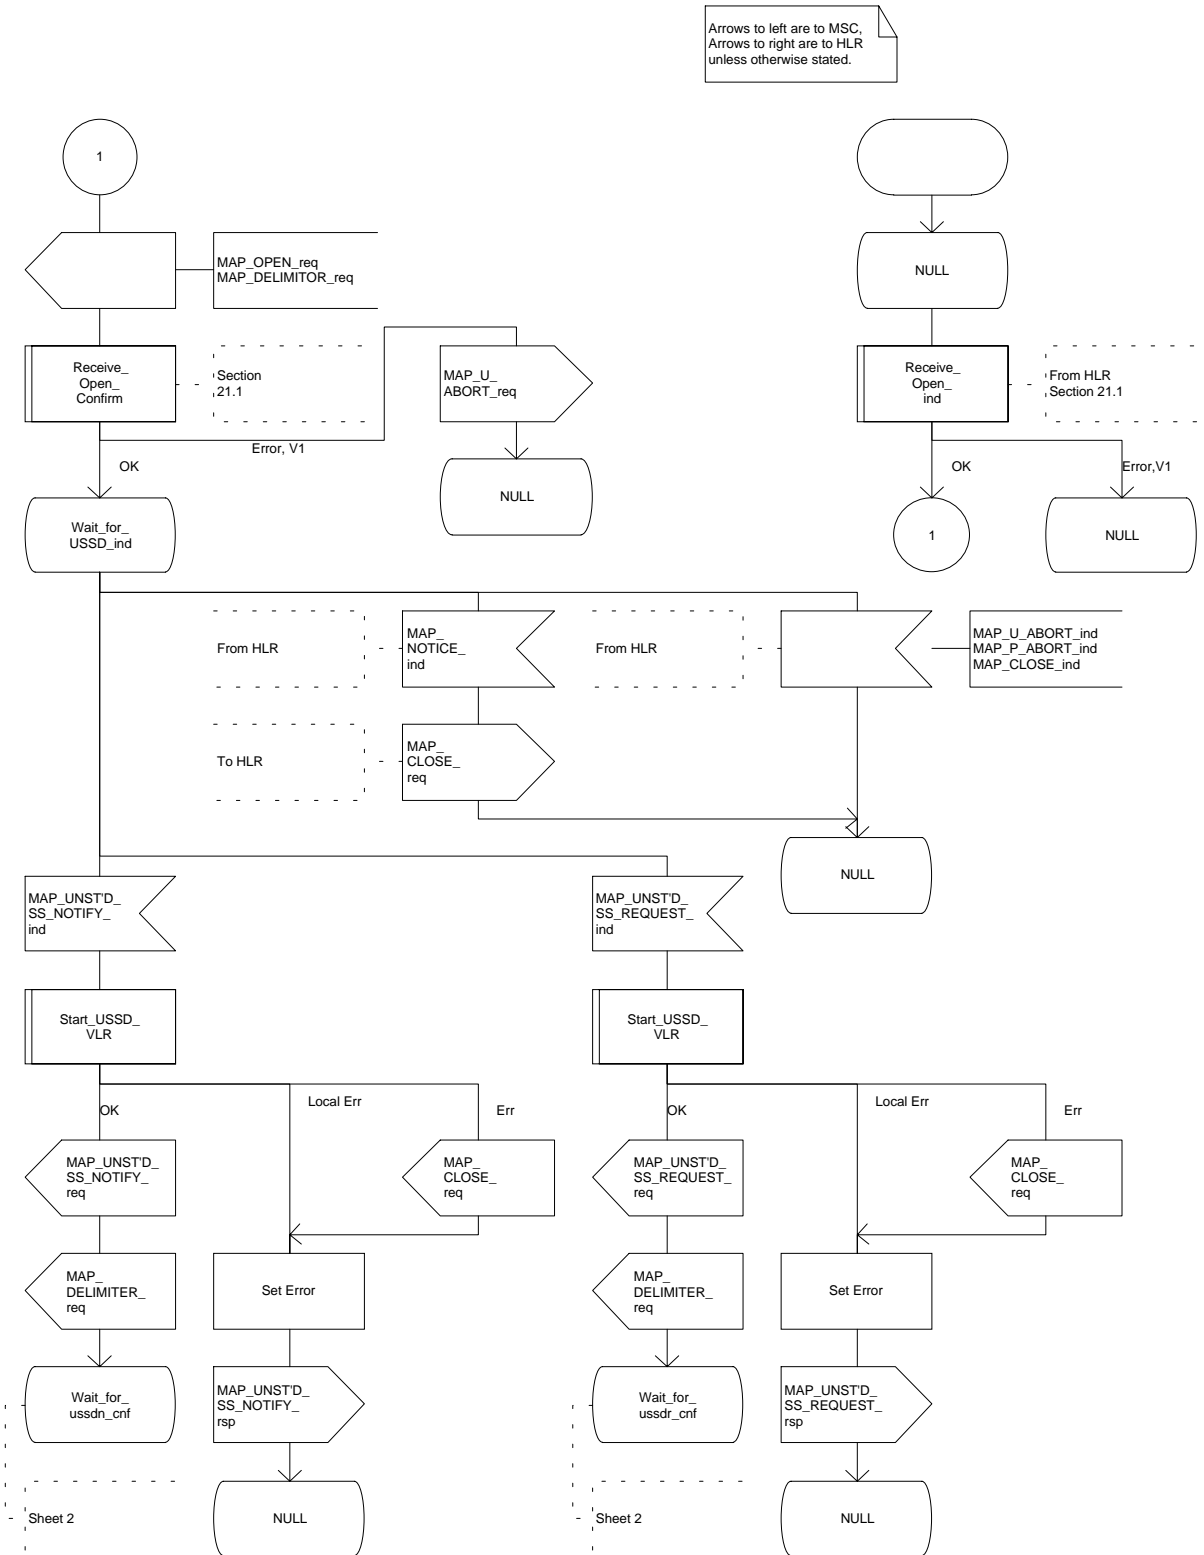 Arrows to left are to MSC,
Arrows to right are to HLR
unless otherwise stated.
1
NULL
MAP_OPEN_req
MAP_DELIMITOR_req
Receive_
Open_
Confirm
Section
21.1
MAP_U_
ABORT_req
Receive_
Open_
ind
From HLR
Section 21.1
Error, V1
OK
OK
Error,V1
NULL
Wait_for_
USSD_ind
1
NULL
From HLR
MAP_
NOTICE_
ind
From HLR
MAP_U_ABORT_ind
MAP_P_ABORT_ind
MAP_CLOSE_ind
To HLR
MAP_
CLOSE_
req
NULL
MAP_UNST'D_
SS_NOTIFY_
ind
MAP_UNST'D_
SS_REQUEST_
ind
Start_USSD_
VLR
Start_USSD_
VLR
OK
Local Err
Err
OK
Local Err
Err
MAP_UNST'D_
SS_NOTIFY_
req
MAP_
CLOSE_
req
MAP_UNST'D_
SS_REQUEST_
req
MAP_
CLOSE_
req
MAP_
DELIMITER_
req
Set Error
MAP_
DELIMITER_
req
Set Error
Wait_for_
ussdn_cnf
MAP_UNST'D_
SS_NOTIFY_
rsp
Wait_for_
ussdr_cnf
MAP_UNST'D_
SS_REQUEST_
rsp
Sheet 2
NULL
Sheet 2
NULL